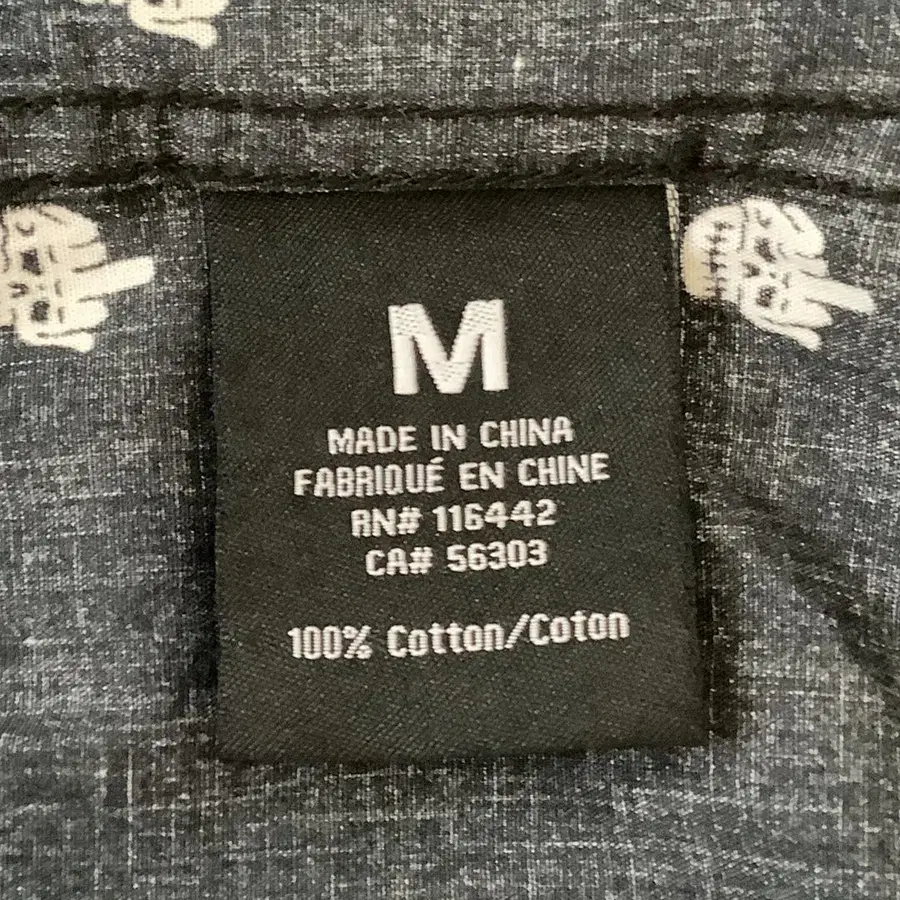 M
MADE IN CHINA
FABRIQUÉ EN CHINE
RN# 116442
CA# 56303
100% Cotton/Coton